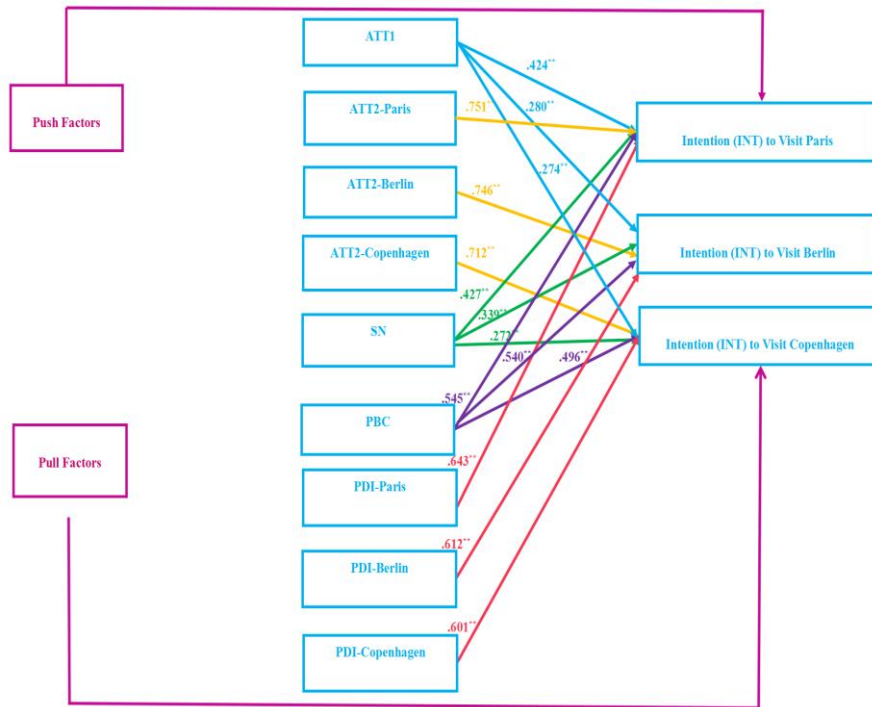 ATT1
.424**
Push Factors
ATT2-Paris
.751**
.280**
Intention (INT) to Visit Paris
.274**
ATT2-Berlin
.746**
ATT2-Copenhagen
.712**
Intention (INT) to Visit Berlin
.427**
.339**
SN
.272**
Intention (INT) to Visit Copenhagen
.540**
.496**
.545**
PBC
Pull Factors
.643**
PDI-Paris
.612**
PDI-Berlin
.601**
PDI-Copenhagen